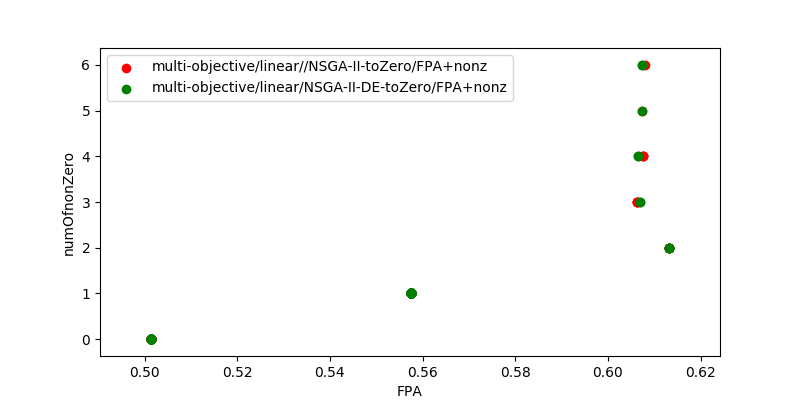 multi-objective/linear//NSGA-II-toZero/FPA+nonz
multi-objective/linear/NSGA-II-DE-toZero/FPA+nonz
numOfnonZero
6
5
4
3
2
1
0
0.50 0.52 0.54 0.56 0.58 0.60 0.62
FPA